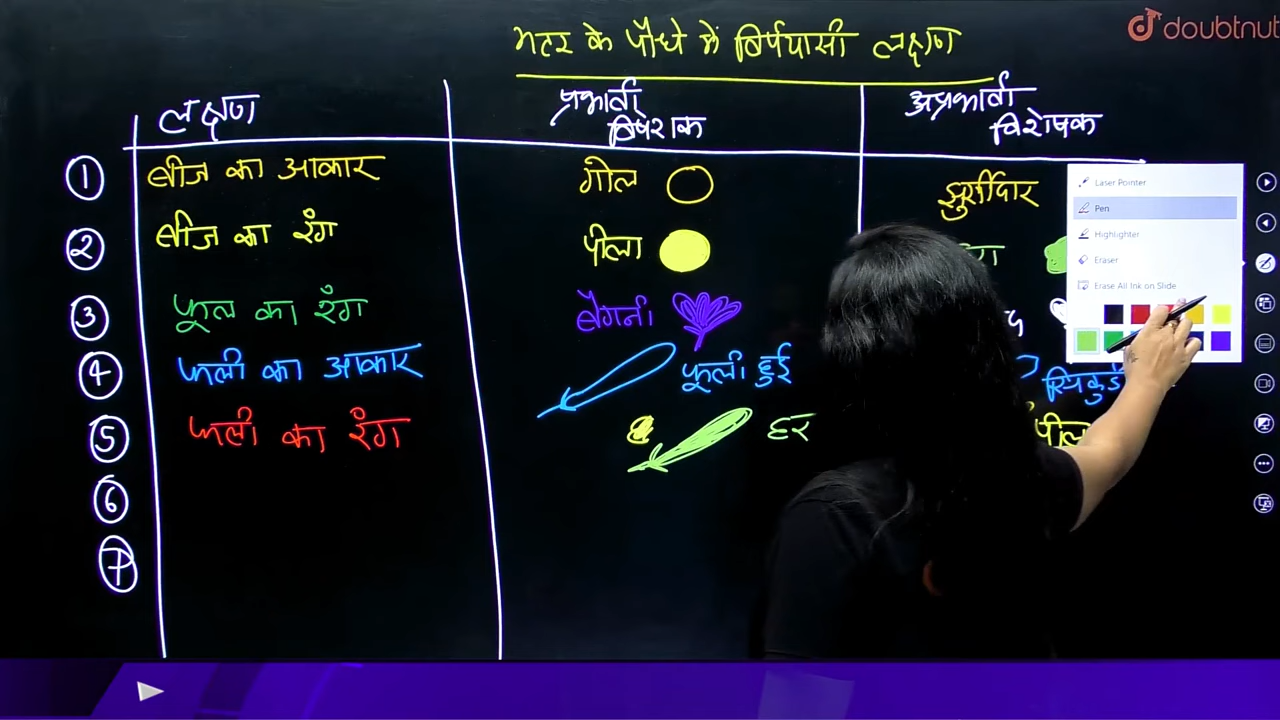 doubtnut
मटर के पौधे में विपर्यासी लक्षण
लक्षण
प्रभावी
विशेषक
अप्रभावी
विशेषक
1 बीज का आकार गोल झुर्रीदार
2 बीज का रंग पीला
3 फूल का रंग बैगनी
4 फली का आकार फूली हुई
5 फली का रंग हरा पीला
6
7
Laser Pointer
Pen
Highlighter
Eraser
Erase All Ink on Slide